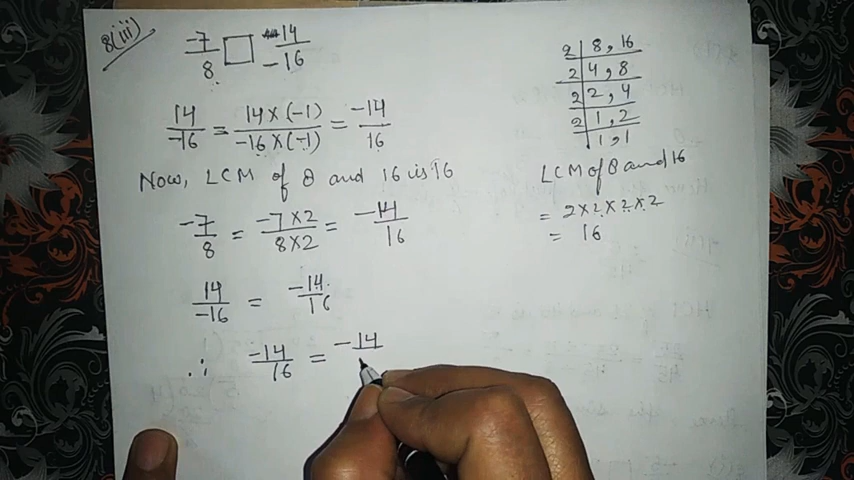 8(iii)
-7/8 □ 14/-16
14/-16 = 14×(-1)/-16×(-1) = -14/16
Now, LCM of 8 and 16 is 16
-7/8 = -7×2/8×2 = -14/16
14/-16 = -14/16
∴ -14/16 = -14
2 | 8, 16
2 | 4, 8
2 | 2, 4
2 | 1, 2
1, 1
LCM of 8 and 16
= 2×2×2×2
= 16